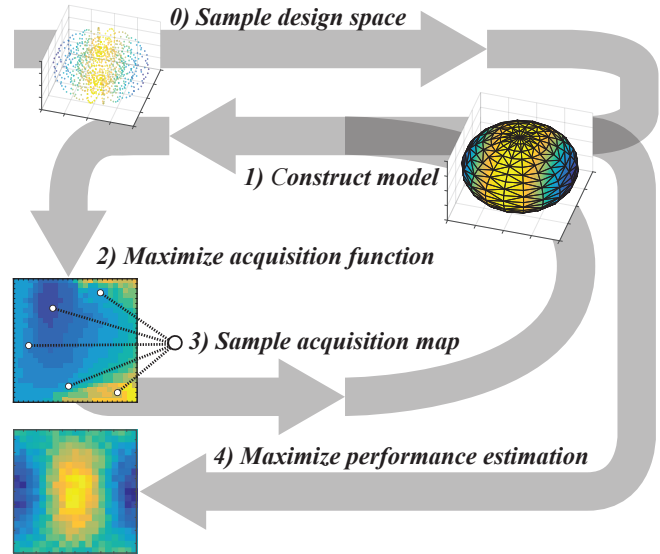 0) Sample design space
1) Construct model
2) Maximize acquisition function
3) Sample acquisition map
4) Maximize performance estimation